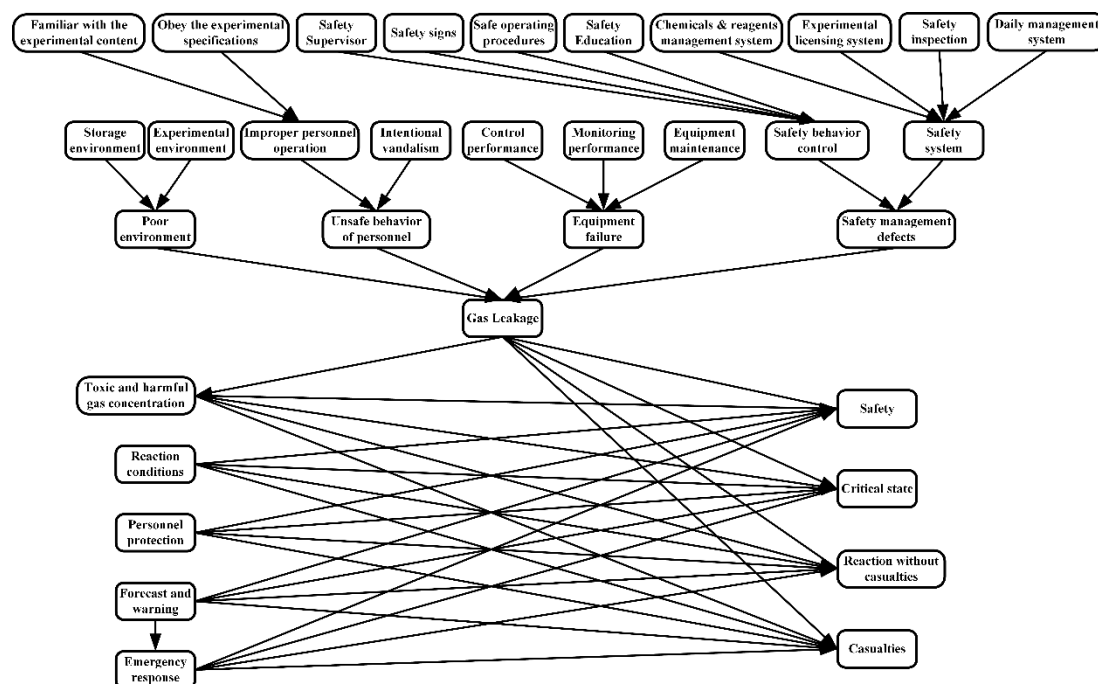 Familiar with the
experimental content
Obey the experimental
specifications
Safety
Supervisor
Safety signs
Safe operating
procedures
Safety
Education
Chemicals & reagents
management system
Experimental
licensing system
Safety
inspection
Daily management
system
Storage
environment
Experimental
environment
Improper personnel
operation
Intentional
vandalism
Control
performance
Monitoring
performance
Equipment
maintenance
Safety behavior
control
Safety
system
Poor
environment
Unsafe behavior
of personnel
Equipment
failure
Safety management
defects
Gas Leakage
Toxic and harmful
gas concentration
Safety
Reaction
conditions
Critical state
Personnel
protection
Reaction without
casualties
Forecast and
warning
Casualties
Emergency
response